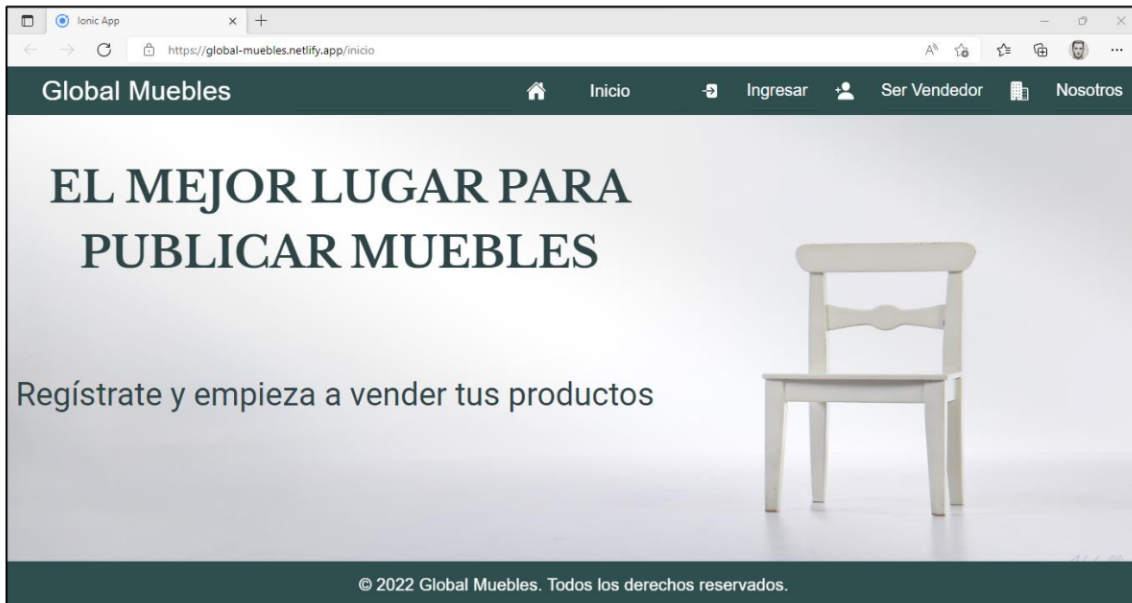 Ionic App
https://global-muebles.netlify.app/inicio
Global Muebles
Inicio
Ingresar
Ser Vendedor
Nosotros
EL MEJOR LUGAR PARA
PUBLICAR MUEBLES
Regístrate y empieza a vender tus productos
© 2022 Global Muebles. Todos los derechos reservados.